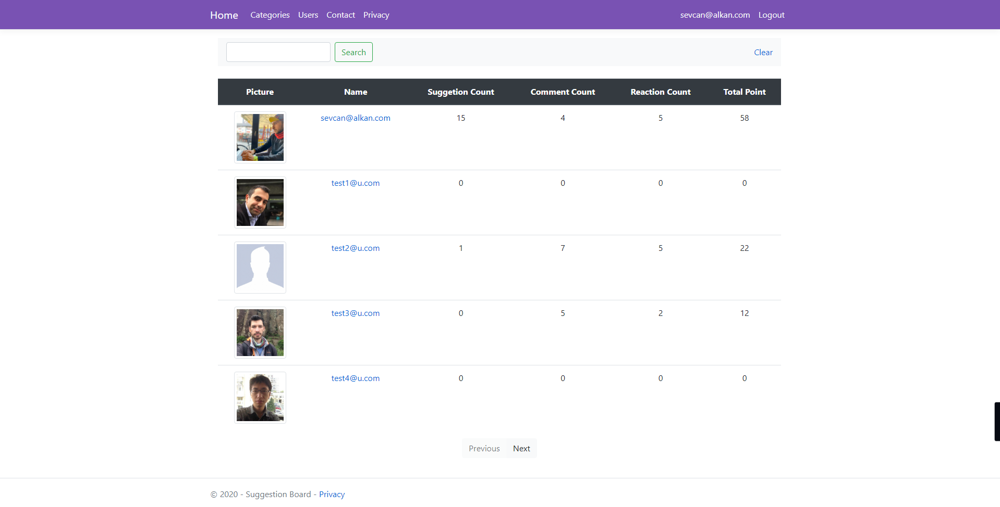 Home Categories Users Contact Privacy sevcan@alkan.com Logout
Search Clear
Picture Name Suggetion Count Comment Count Reaction Count Total Point
sevcan@alkan.com 15 4 5 58
test1@u.com 0 0 0 0
test2@u.com 1 7 5 22
test3@u.com 0 5 2 12
test4@u.com 0 0 0 0
Previous Next
© 2020 - Suggestion Board - Privacy